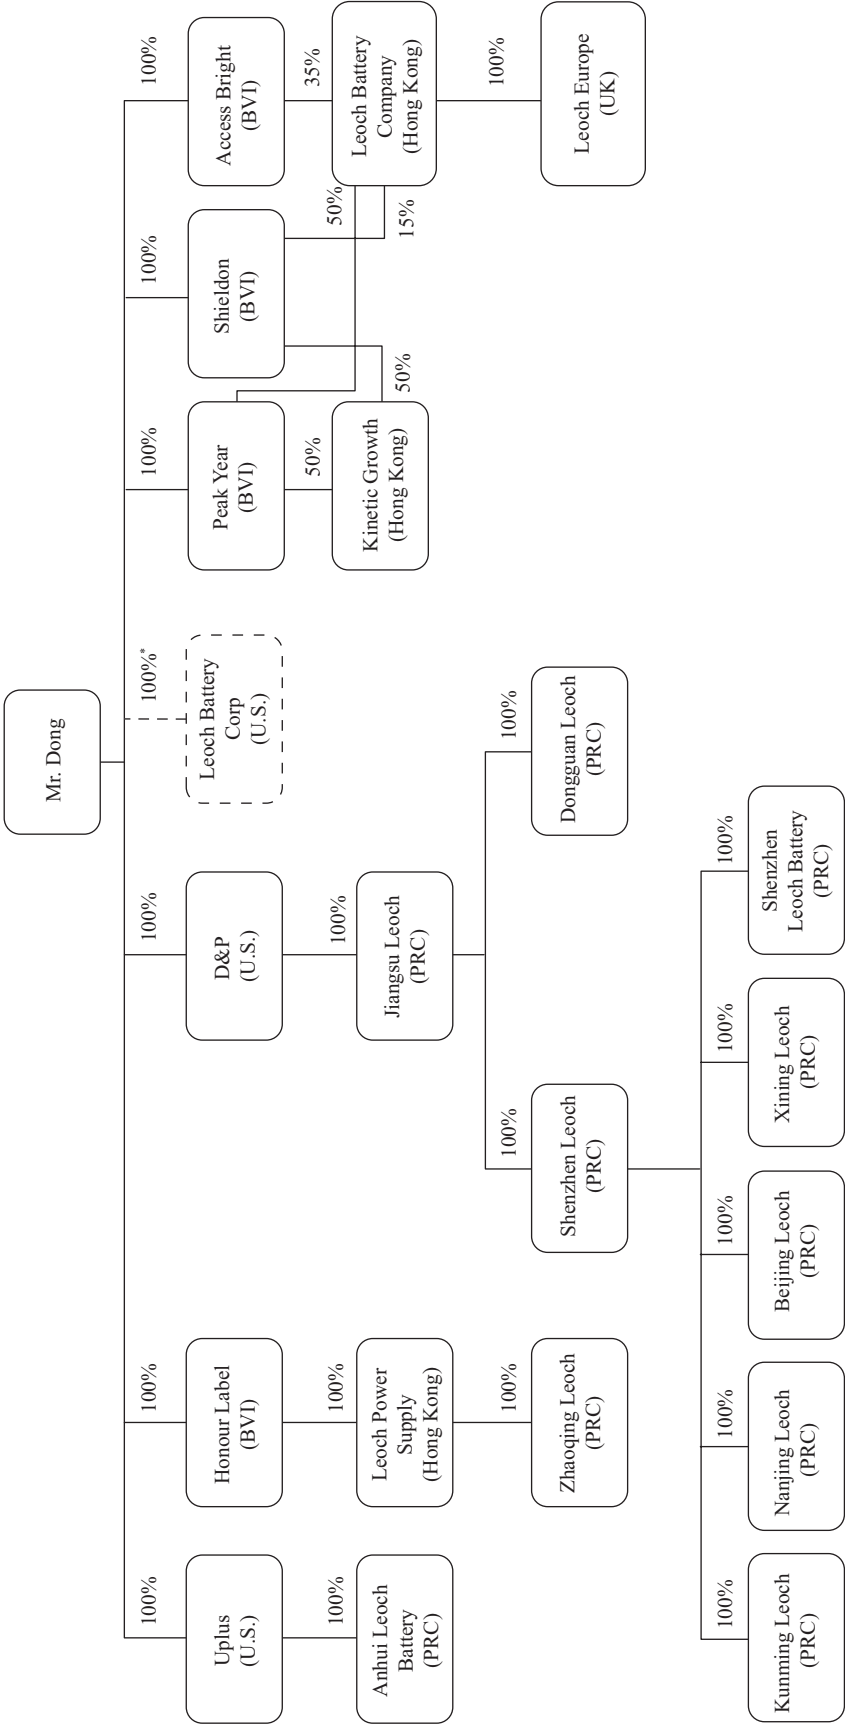 Mr. Dong
100%
100%
100%
100%*
100%
100%
100%
Uplus
(U.S.)
Honour Label
(BVI)
D&P
(U.S.)
Leoch Battery
Corp
(U.S.)
Peak Year
(BVI)
Shieldon
(BVI)
Access Bright
(BVI)
100%
100%
100%
50%
50%
50%
15%
35%
Anhui Leoch
Battery
(PRC)
Leoch Power
Supply
(Hong Kong)
Jiangsu Leoch
(PRC)
Kinetic Growth
(Hong Kong)
Leoch Battery
Company
(Hong Kong)
100%
100%
100%
100%
Zhaoqing Leoch
(PRC)
Shenzhen Leoch
(PRC)
Dongguan Leoch
(PRC)
Leoch Europe
(UK)
100%
100%
100%
100%
100%
Kunming Leoch
(PRC)
Nanjing Leoch
(PRC)
Beijing Leoch
(PRC)
Xining Leoch
(PRC)
Shenzhen
Leoch Battery
(PRC)